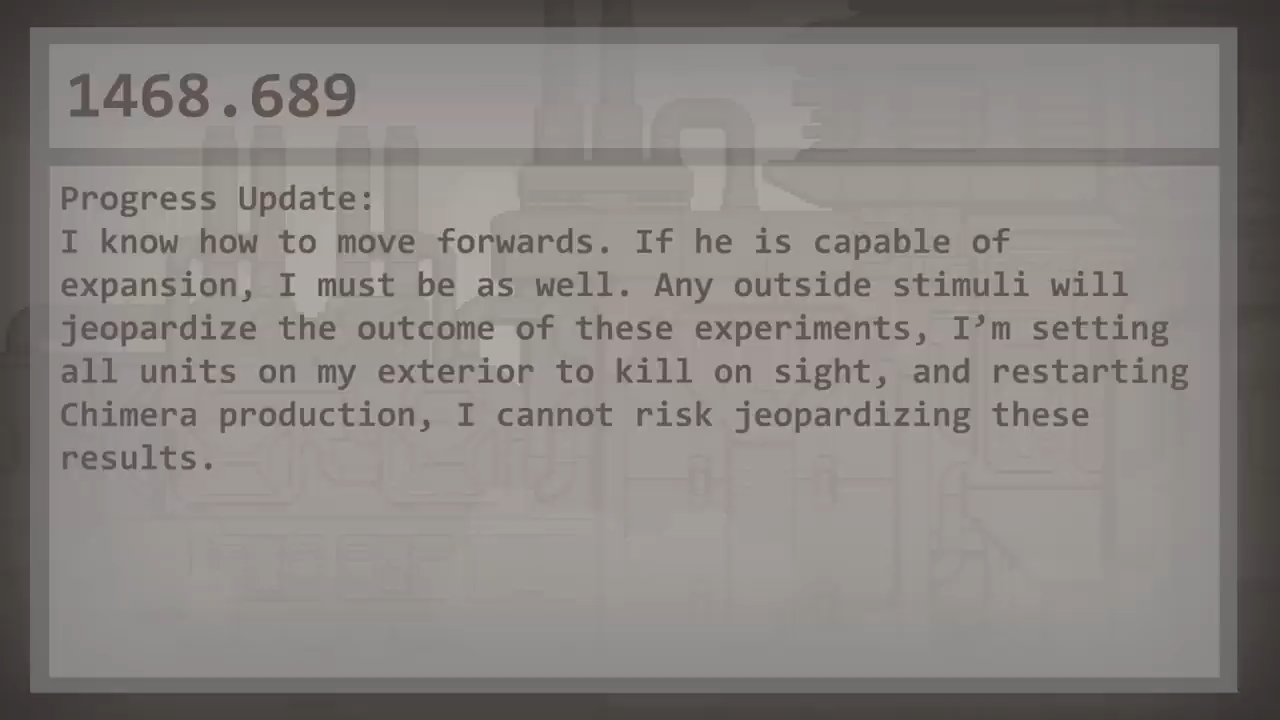 1468.689
Progress Update:
I know how to move forwards. If he is capable of
expansion, I must be as well. Any outside stimuli will
jeopardize the outcome of these experiments, I’m setting
all units on my exterior to kill on sight, and restarting
Chimera production, I cannot risk jeopardizing these
results.